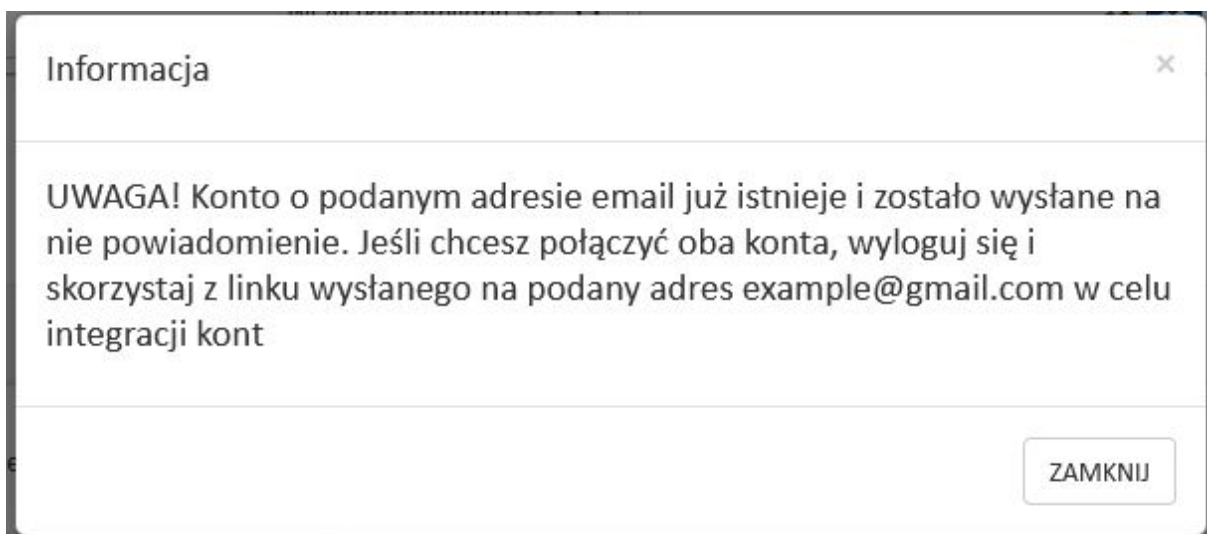 Informacja
×
UWAGA! Konto o podanym adresie email już istnieje i zostało wysłane na
nie powiadomienie. Jeśli chcesz połączyć oba konta, wyloguj się i
skorzystaj z linku wysłanego na podany adres example@gmail.com w celu
integracji kont
ZAMKNIJ